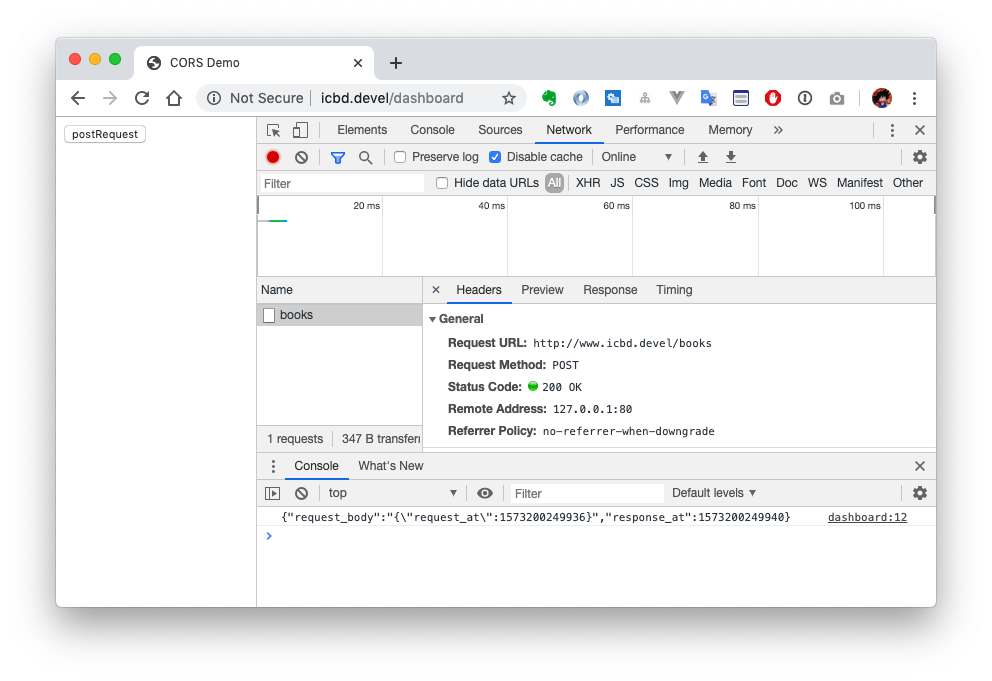 CORS Demo
Not Secure icbd.devel/dashboard
postRequest
Elements Console Sources Network Performance Memory »
Preserve log Disable cache Online
Filter Hide data URLs All XHR JS CSS Img Media Font Doc WS Manifest Other
20 ms 40 ms 60 ms 80 ms 100 ms
Name
books
1 requests 347 B transferr
× Headers Preview Response Timing
General
Request URL: http://www.icbd.devel/books
Request Method: POST
Status Code: 200 OK
Remote Address: 127.0.0.1:80
Referrer Policy: no-referrer-when-downgrade
Console What's New
top Filter Default levels
{"request_body":"{\"request_at\":1573200249936}","response_at":1573200249940} dashboard:12
>